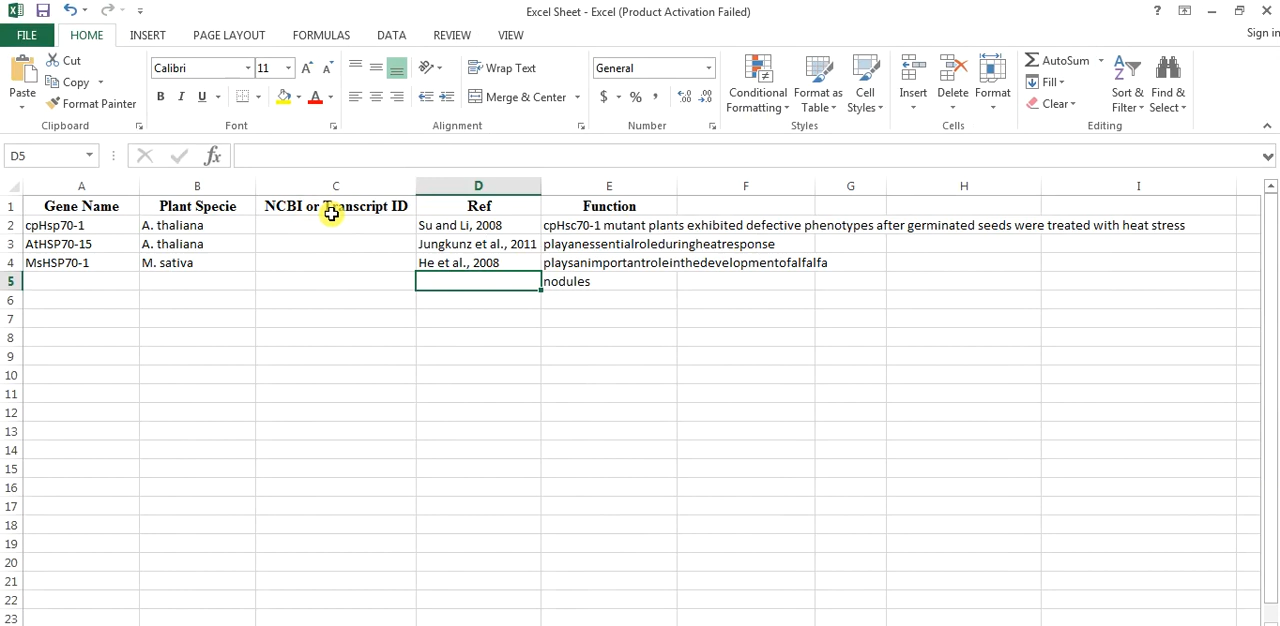 Excel Sheet - Excel (Product Activation Failed)
FILE HOME INSERT PAGE LAYOUT FORMULAS DATA REVIEW VIEW Sign in
Paste Cut Copy Format Painter
Clipboard
Calibri 11
B I U
Font
Wrap Text
Merge & Center
Alignment
General
$ % ,
Number
Conditional Formatting
Format as Table
Cell Styles
Styles
Insert Delete Format
Cells
AutoSum
Fill
Clear
Sort & Filter
Find & Select
Editing
D5 fx
A B C D E F G H I
1 Gene Name Plant Specie NCBI or Transcript ID Ref Function
2 cpHsp70-1 A. thaliana Su and Li, 2008 cpHsc70-1 mutant plants exhibited defective phenotypes after germinated seeds were treated with heat stress
3 AtHSP70-15 A. thaliana Jungkunz et al., 2011 playanessentialroleduringheatresponse
4 MsHSP70-1 M. sativa He et al., 2008 playsanimportantroleinthedevelopmentofalfalfa
5 nodules
6
7
8
9
10
11
12
13
14
15
16
17
18
19
20
21
22
23